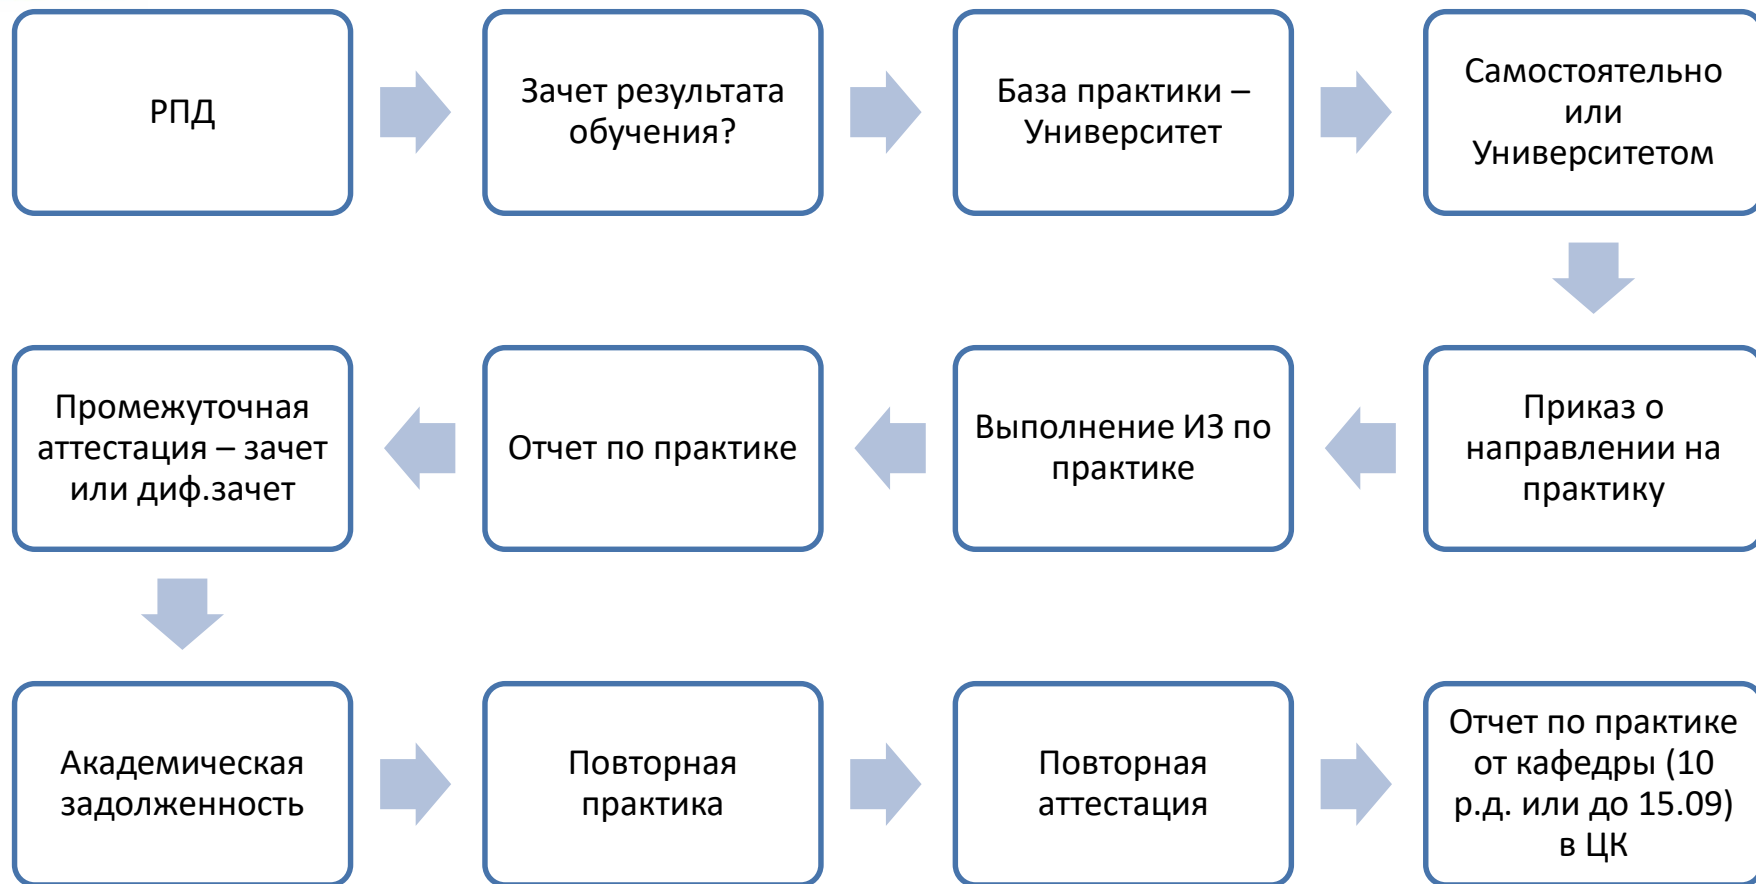 РПД
Зачет результата
обучения?
База практики –
Университет
Самостоятельно
или
Университетом
Приказ о
направлении на
практику
Выполнение ИЗ по
практике
Отчет по практике
Промежуточная
аттестация – зачет
или диф.зачет
Академическая
задолженность
Повторная
практика
Повторная
аттестация
Отчет по практике
от кафедры (10
р.д. или до 15.09)
в ЦК